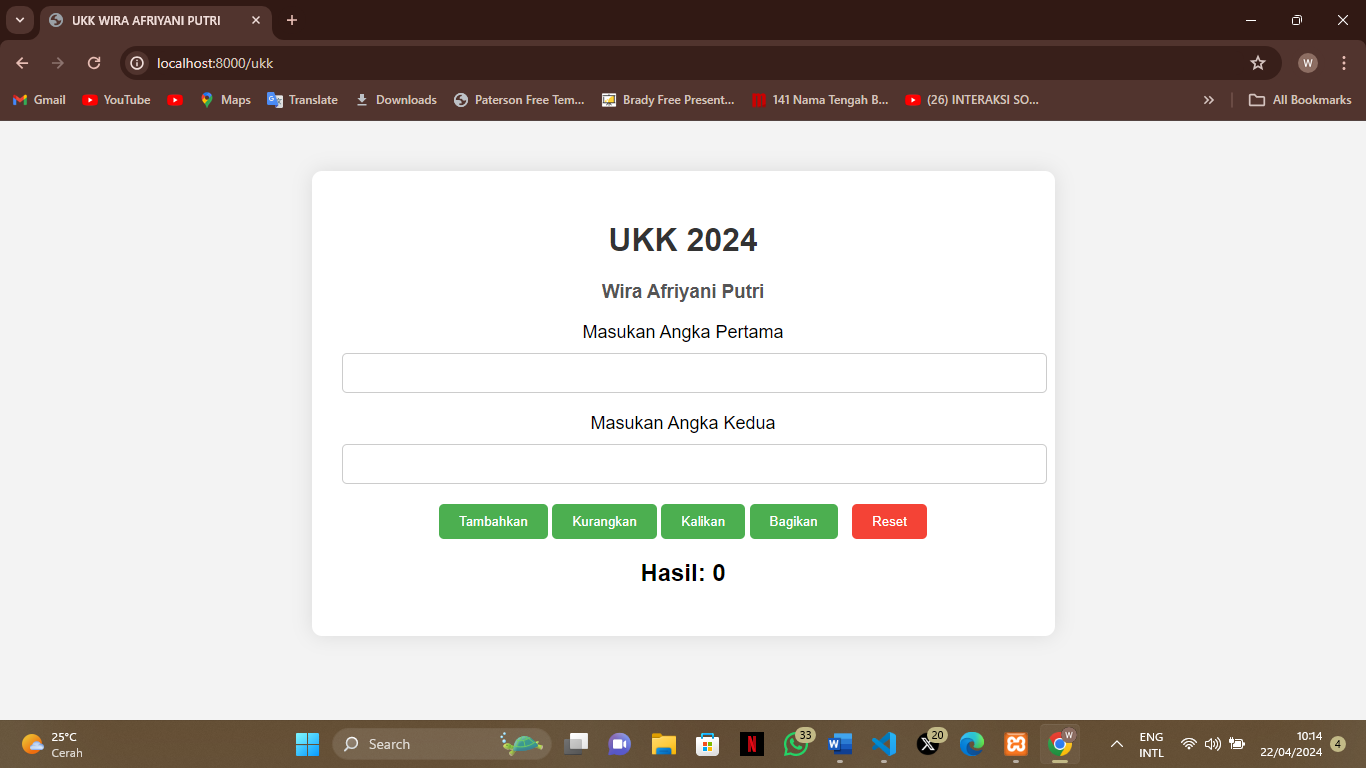 UKK WIRA AFRIYANI PUTRI
localhost:8000/ukk
W
Gmail
YouTube
Maps
Translate
Downloads
Paterson Free Tem...
Brady Free Present...
141 Nama Tengah B...
(26) INTERAKSI SO...
All Bookmarks
UKK 2024
Wira Afriyani Putri
Masukan Angka Pertama
Masukan Angka Kedua
Tambahkan Kurangkan Kalikan Bagikan Reset
Hasil: 0
25°C
Cerah
Search
33
20
W
ENG
INTL
10:14
22/04/2024
4